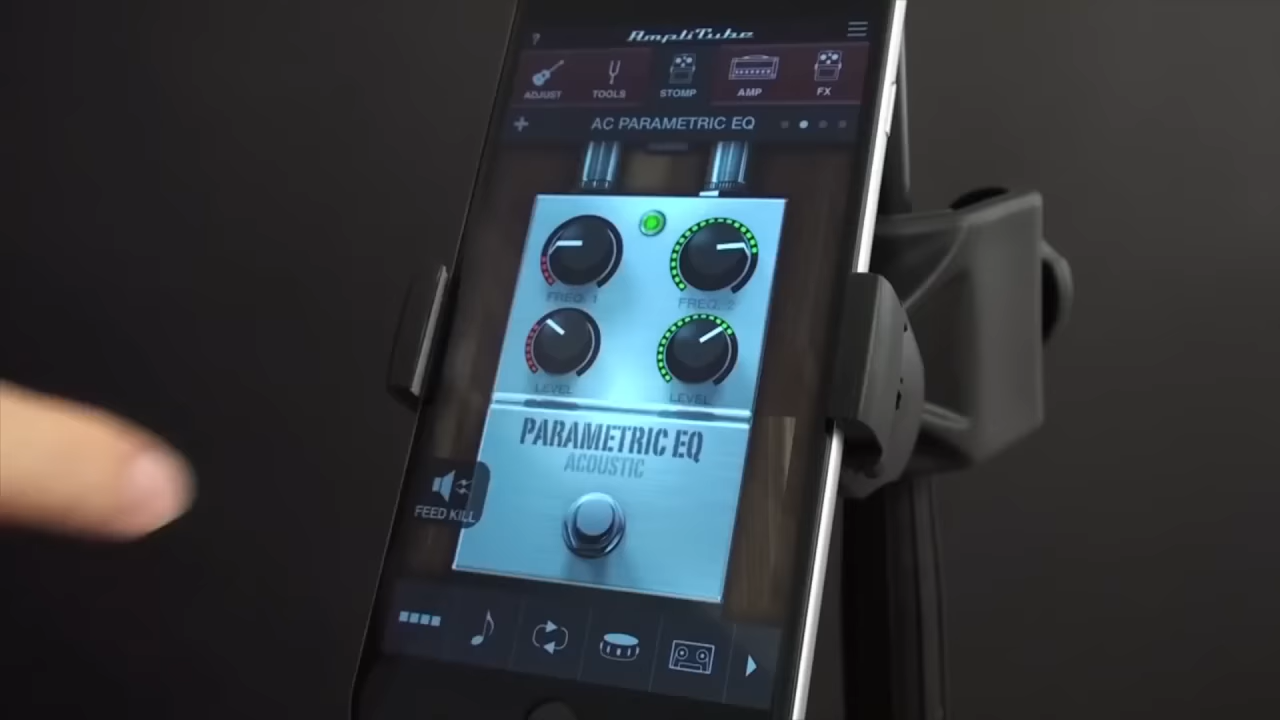 AmpliTube
ADJUST TOOLS STOMP AMP FX
AC PARAMETRIC EQ
FREQ. 1 FREQ. 2
LEVEL LEVEL
PARAMETRIC EQ
ACOUSTIC
FEED KILL